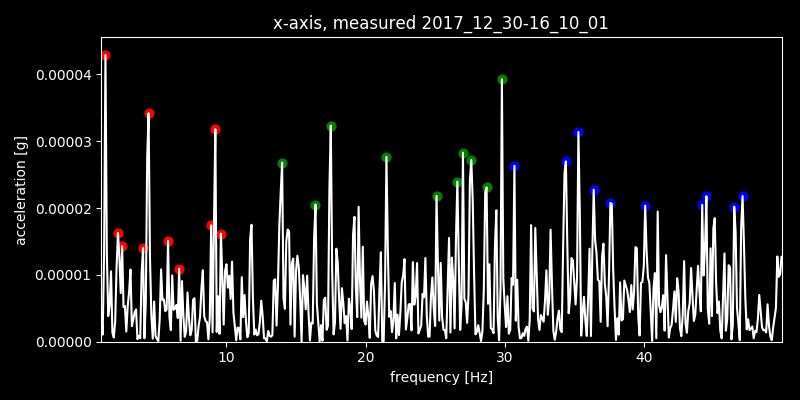 x-axis, measured 2017_12_30-16_10_01
0.00004
0.00003
0.00002
0.00001
0.00000
acceleration [g]
10 20 30 40
frequency [Hz]